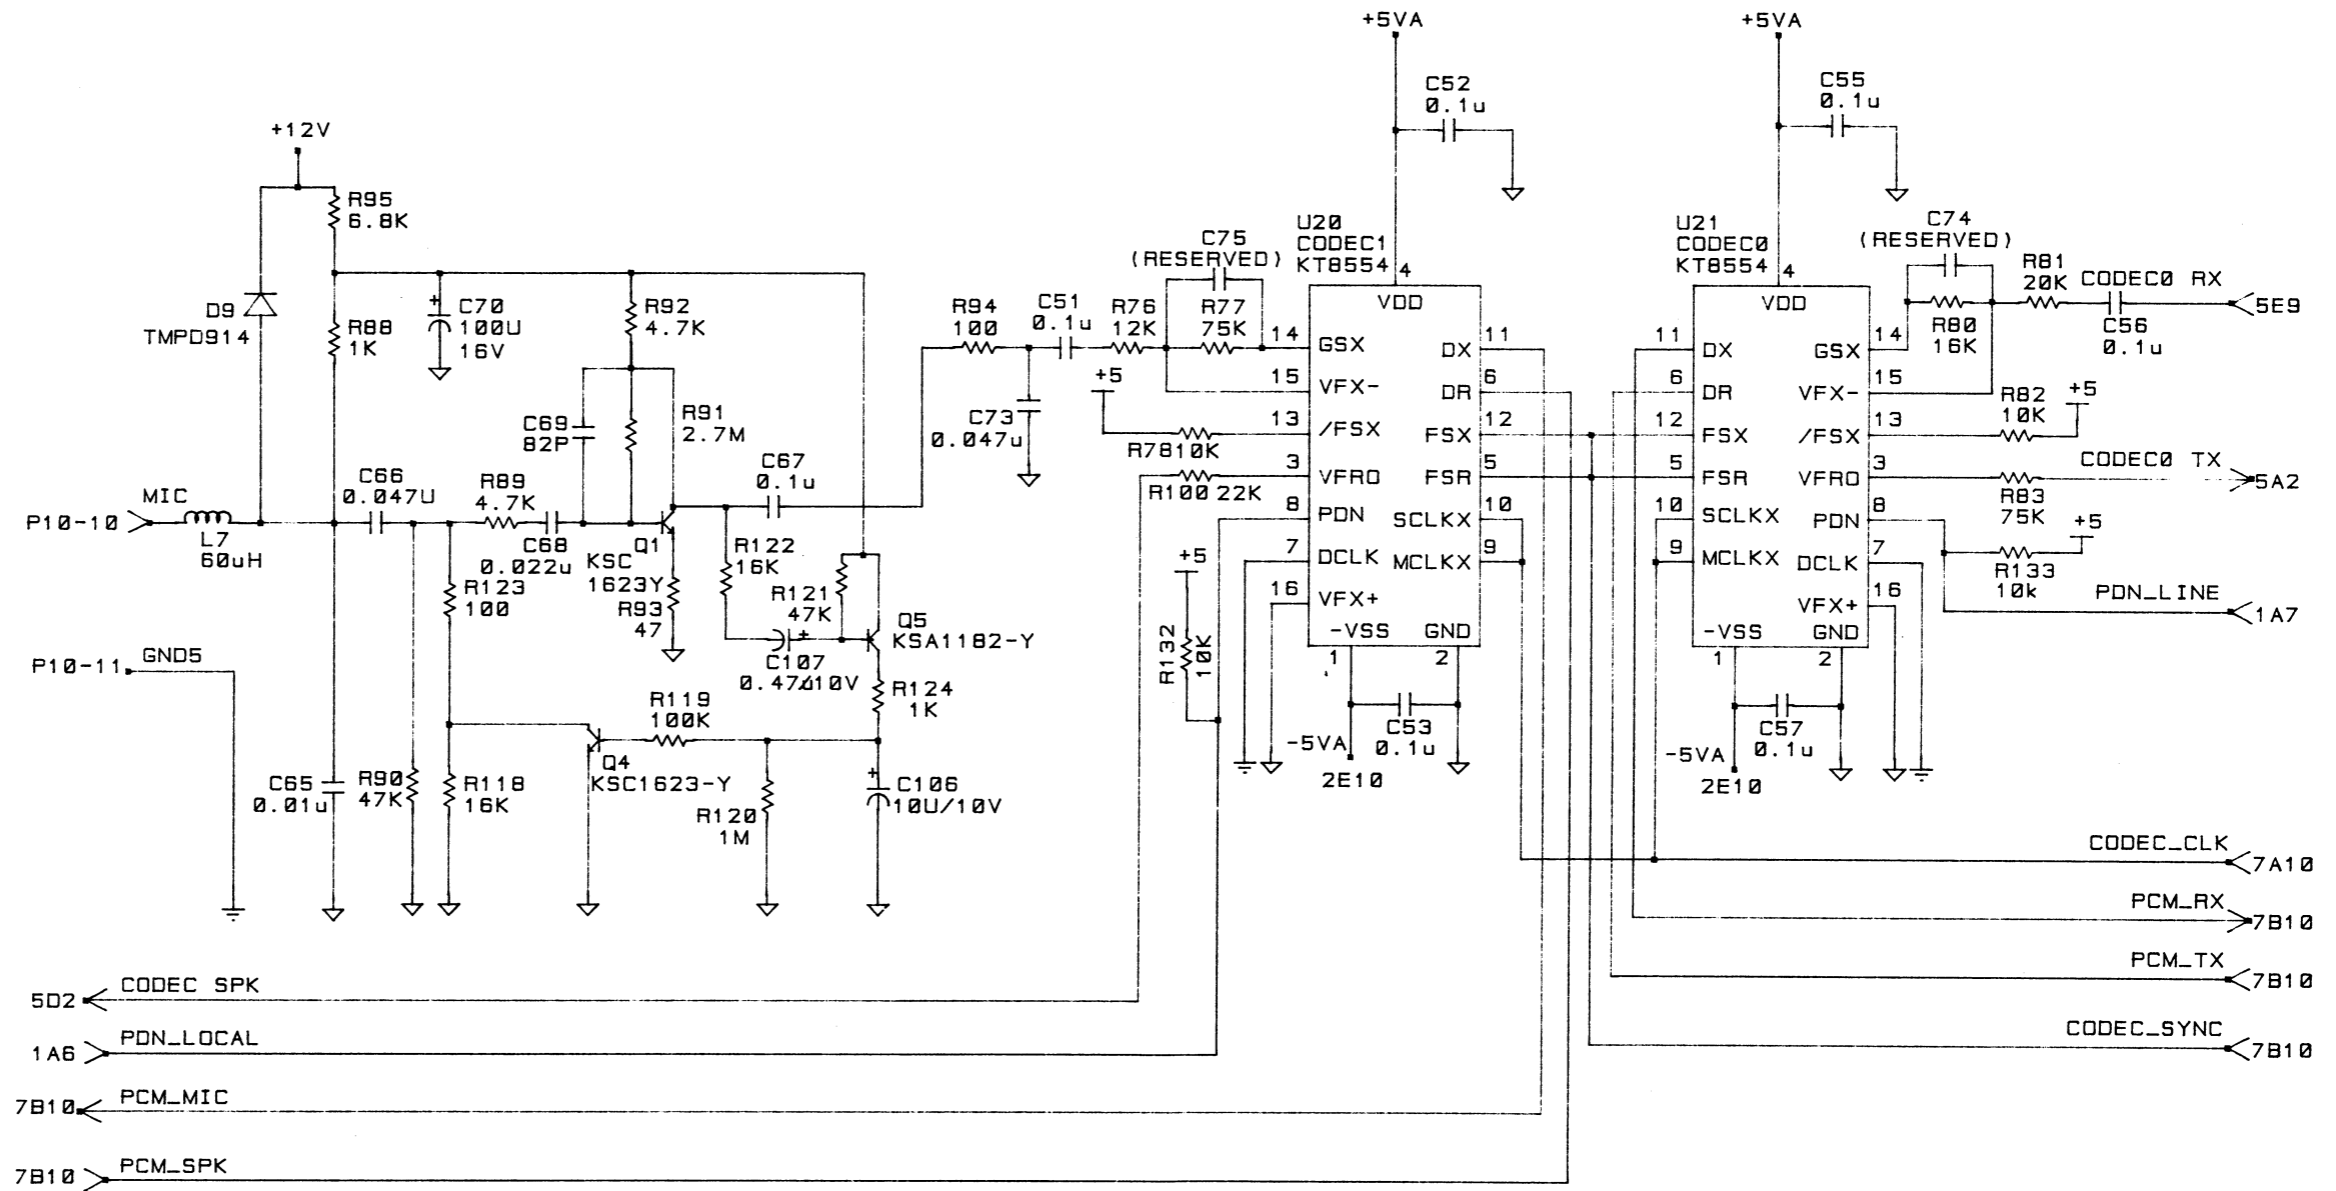 +5VA
+5VA
C52
0.1u
C55
0.1u
+12V
R95
6.8K
D9
TMPD914
R88
1K
C70
100U
16V
+
R92
4.7K
C69
82P
R91
2.7M
MIC
P10-10
L7
60uH
C66
0.047U
R89
4.7K
C68
0.022u
Q1
KSC
1623Y
R93
47
C67
0.1u
R122
16K
R121
47K
Q5
KSA1182-Y
+
C107
0.47u10V
R124
1K
R123
100
P10-11
GND5
R119
100K
Q4
KSC1623-Y
R120
1M
+
C106
10U/10V
C65
0.01u
R90
47K
R118
16K
R94
100
C51
0.1u
C73
0.047u
R76
12K
C75
(RESERVED)
R77
75K
+5
R78 10K
R100 22K
+5
R132
10K
U20
CODEC1
KT8554
4
VDD
14 GSX DX 11
15 VFX- DR 6
13 /FSX FSX 12
3 VFRO FSR 5
8 PDN SCLKX 10
7 DCLK MCLKX 9
16 VFX+
-VSS GND
1 2
C53
0.1u
-5VA
2E10
U21
CODEC0
KT8554
4
VDD
11 DX GSX 14
6 DR VFX- 15
12 FSX /FSX 13
5 FSR VFRO 3
10 SCLKX PDN 8
9 MCLKX DCLK 7
VFX+ 16
-VSS GND
1 2
C57
0.1u
-5VA
2E10
C74
(RESERVED)
R80
16K
R81
20K
CODEC0 RX
C56
0.1u
5E9
R82
10K
+5
CODEC0 TX
5A2
R83
75K
+5
R133
10k
PDN_LINE
1A7
CODEC_CLK
7A10
PCM_RX
7B10
PCM_TX
7B10
CODEC_SYNC
7B10
5D2 CODEC SPK
1A6 PDN_LOCAL
7B10 PCM_MIC
7B10 PCM_SPK